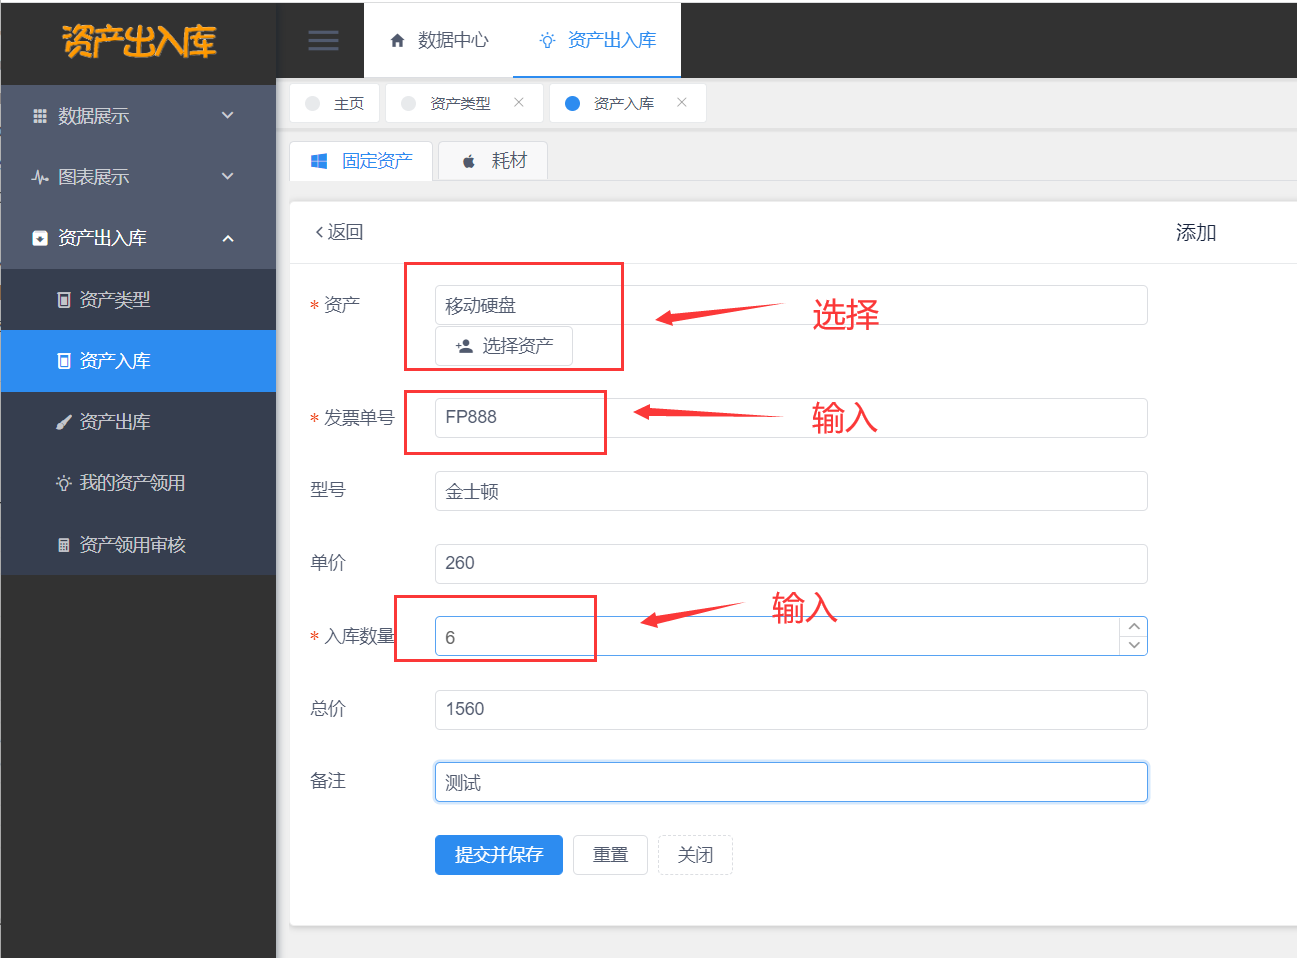 资产出入库
数据中心
资产出入库
主页
资产类型
资产入库
固定资产
耗材
数据展示
图表展示
资产出入库
资产类型
资产入库
资产出库
我的资产领用
资产领用审核
返回
添加
* 资产
移动硬盘
选择
选择资产
* 发票单号
FP888
输入
型号
金士顿
单价
260
* 入库数量
6
输入
总价
1560
备注
测试
提交并保存
重置
关闭